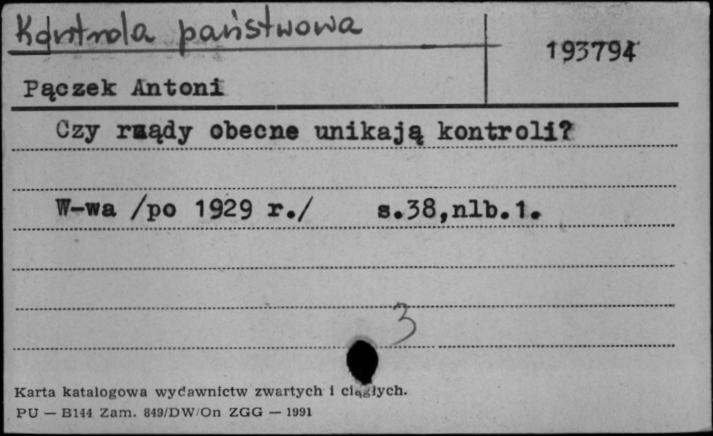 Kontrola państwowa
193794
Pączek Antoni
Czy rządy obecne unikają kontroli?
W-wa /po 1929 r./ s.38,nlb.1.
3
Karta katalogowa wydawnictw zwartych i ciągłych.
PU — B144 Zam. 849/DW/On ZGG — 1991